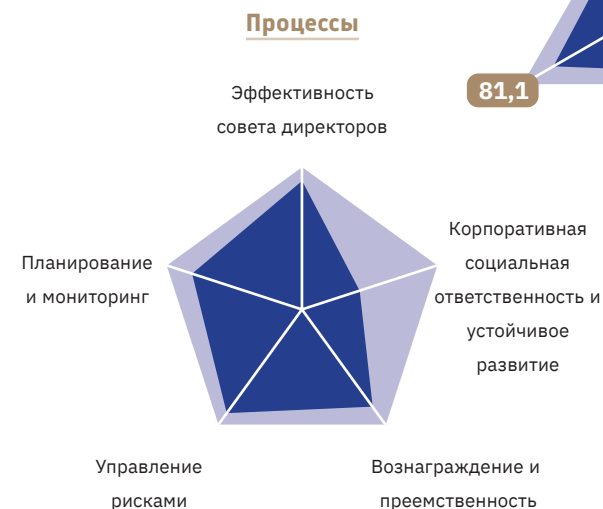 Процессы
81,1
Эффективность
совета директоров
Корпоративная
социальная
ответственность и
устойчивое
развитие
Планирование
и мониторинг
Управление
рисками
Вознаграждение и
преемственность